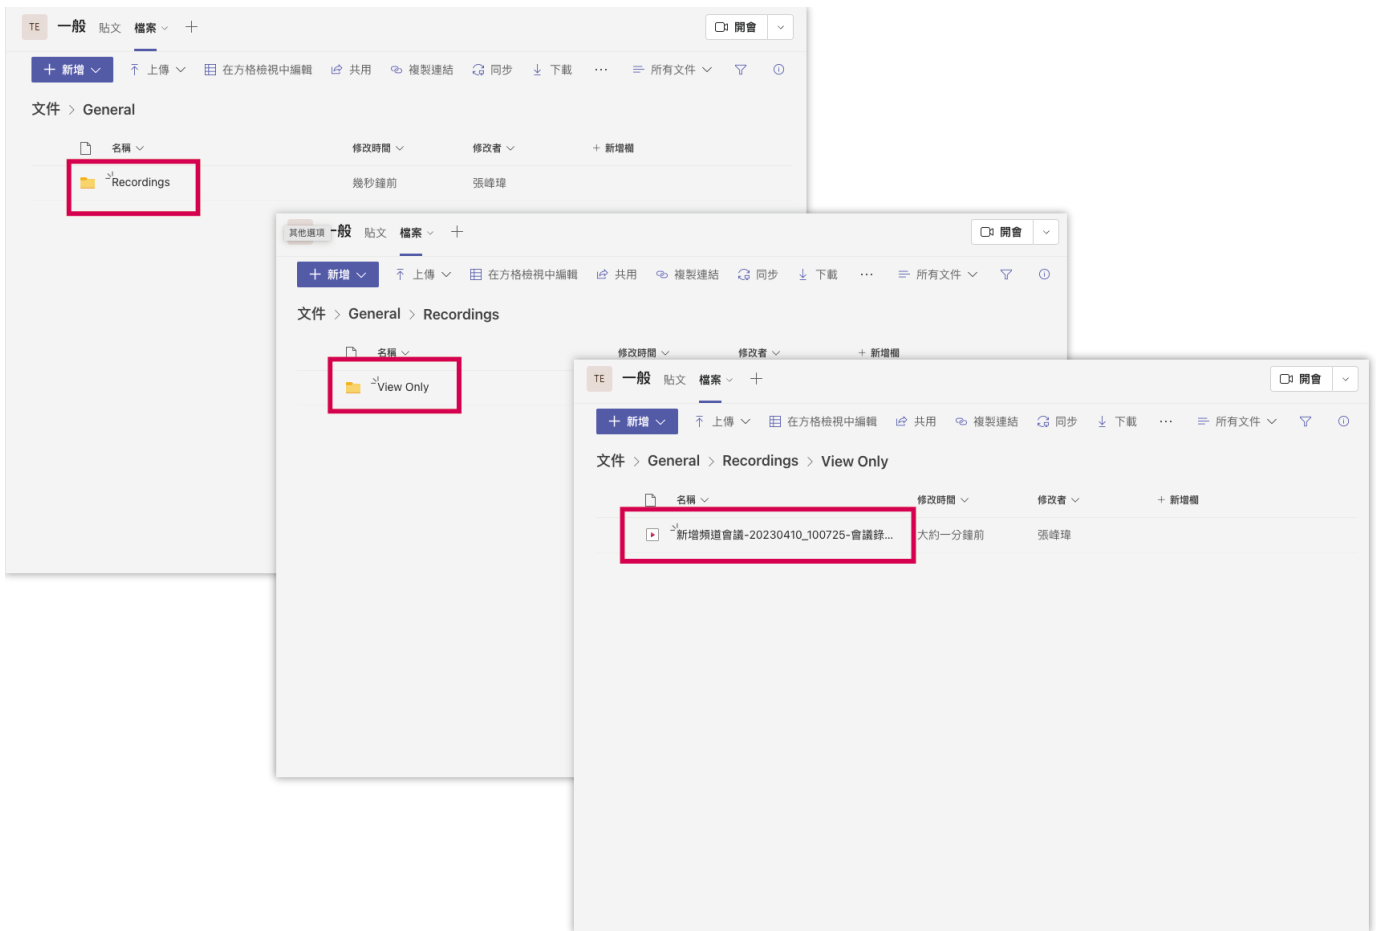 TE 一般 貼文 檔案 開會
新增 上傳 在方格檢視中編輯 共用 複製連結 同步 下載 ... 所有文件
文件 > General
名稱 修改時間 修改者 + 新增欄
Recordings 幾秒鐘前 張峰瑋
其他選項 一般 貼文 檔案 開會
新增 上傳 在方格檢視中編輯 共用 複製連結 同步 下載 ... 所有文件
文件 > General > Recordings
名稱 修改時間 修改者 + 新增欄
View Only
TE 一般 貼文 檔案 開會
新增 上傳 在方格檢視中編輯 共用 複製連結 同步 下載 ... 所有文件
文件 > General > Recordings > View Only
名稱 修改時間 修改者 + 新增欄
新增頻道會議-20230410_100725-會議錄... 大約一分鐘前 張峰瑋